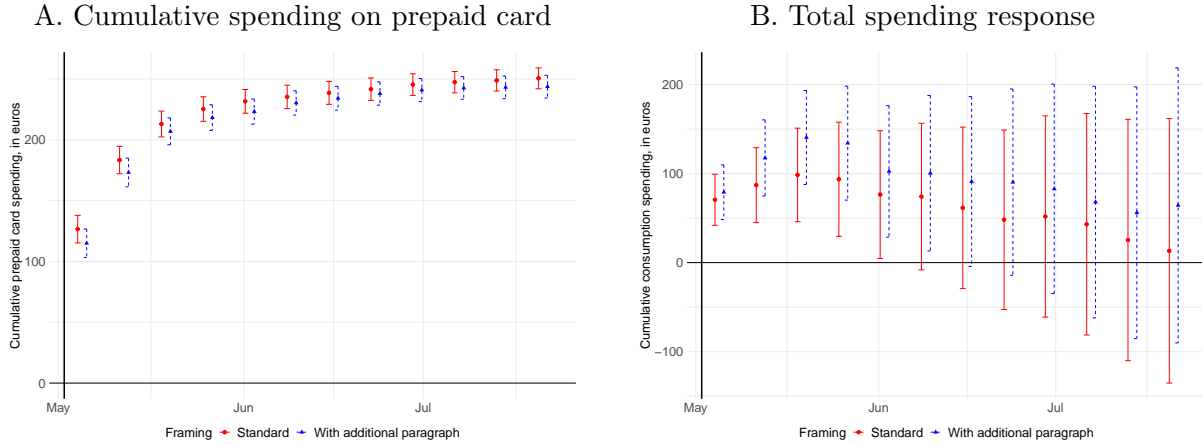 A. Cumulative spending on prepaid card
Cumulative prepaid card spending, in euros
200
100
0
May
Jun
Jul
Framing Standard With additional paragraph
B. Total spending response
Cumulative consumption spending, in euros
200
150
100
50
0
−100
May
Jun
Jul
Framing Standard With additional paragraph